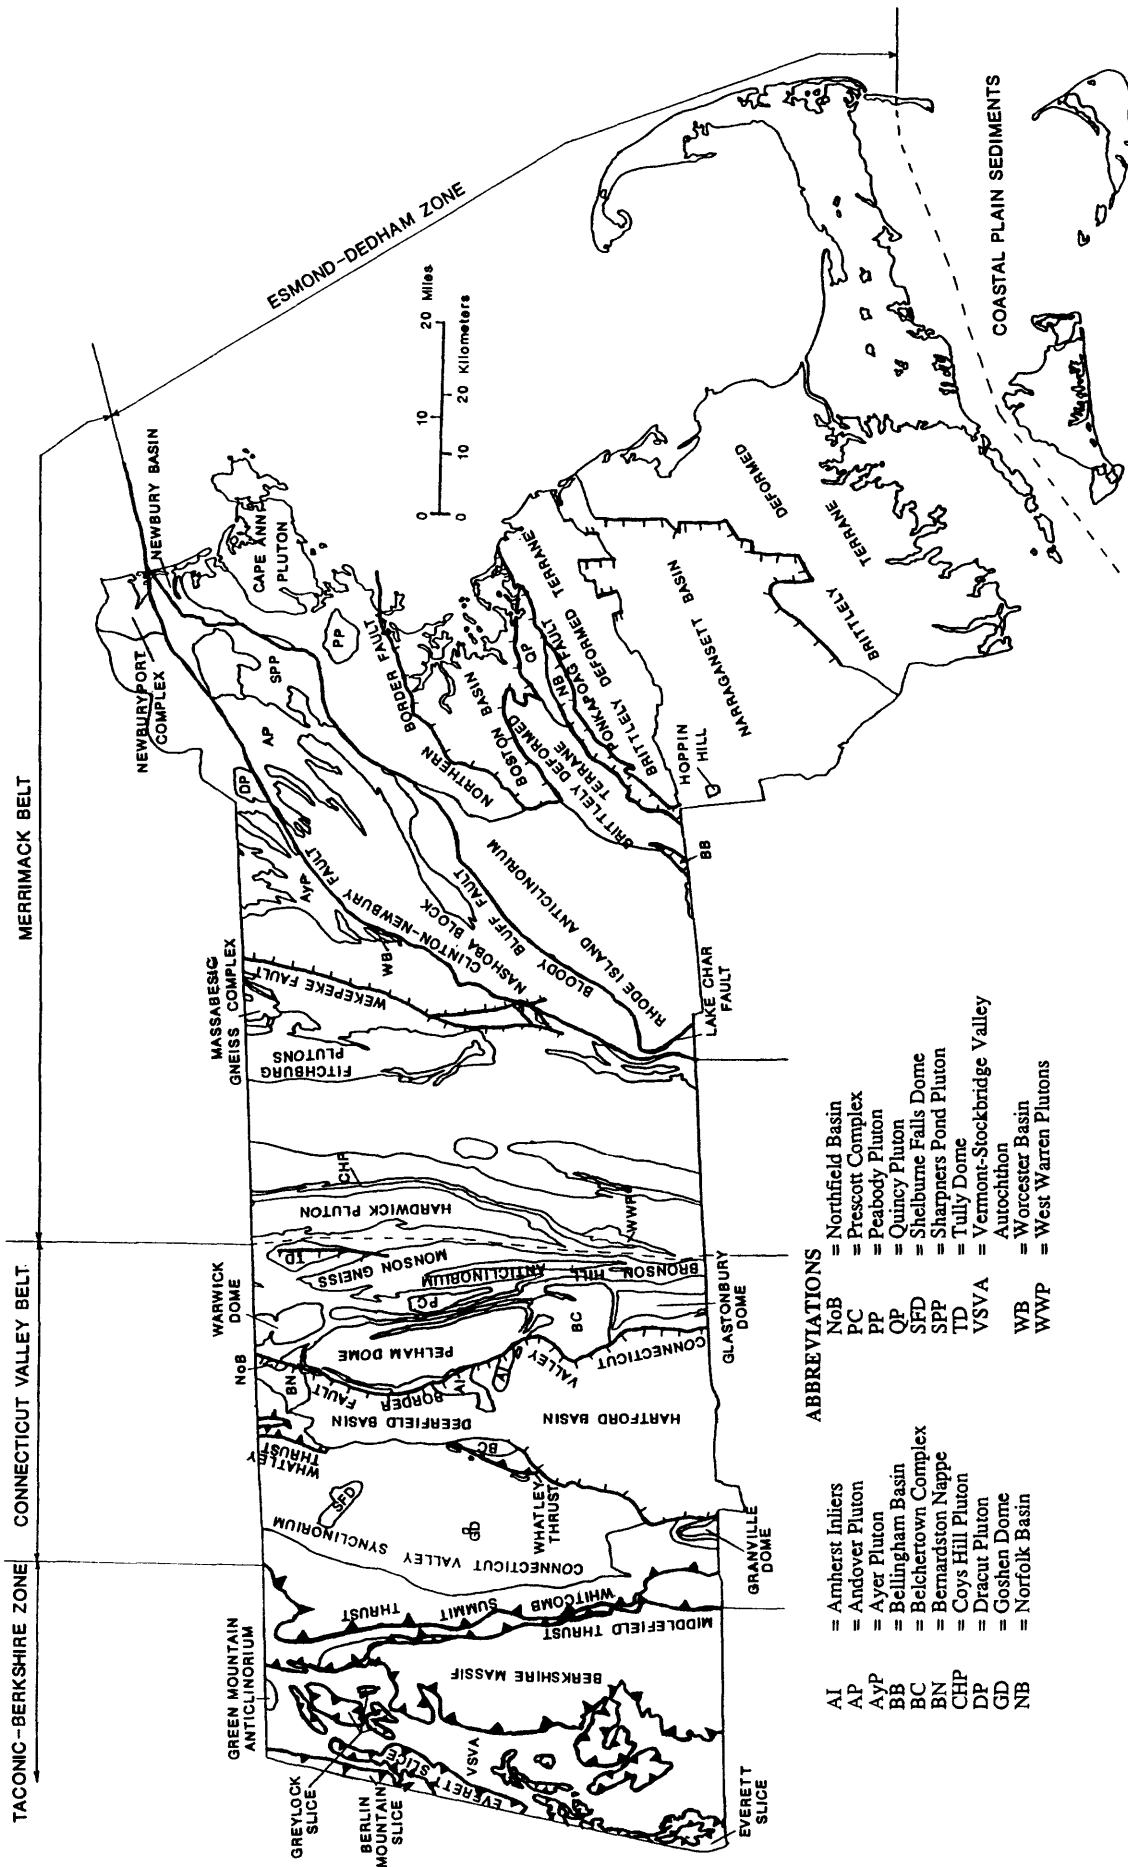 TACONIC-BERKSHIRE ZONE
CONNECTICUT VALLEY BELT
MERRIMACK BELT
ESMOND-DEDHAM ZONE
GREEN MOUNTAIN
ANTICLINORIUM
GREYLOCK
SLICE
BERLIN
MOUNTAIN
SLICE
EVERETT SLICE
VSVA
EVERETT
SLICE
BERKSHIRE MASSIF
MIDDLEFIELD THRUST
WHITCOMB
SUMMIT
THRUST
CONNECTICUT VALLEY SYNCLINORIUM
WHATLEY
THRUST
SFD
GD
WHATLEY
THRUST
GRANVILLE
DOME
BC
DEERFIELD BASIN
HARTFORD BASIN
NoB
BN
CONNECTICUT
VALLEY
BORDER
FAULT
AI
AI
WARWICK
DOME
PELHAM DOME
PC
BC
GLASTONBURY
DOME
TD
MONSON GNEISS
BRONSON HILL ANTICLINORIUM
HARDWICK PLUTON
CHP
WWP
MASSABESIG
GNEISS COMPLEX
FITCHBURG
PLUTONS
WEKEPEKE FAULT
WB
AyP
DP
CLINTON-NEWBURY FAULT
NASHOBA BLOCK
BLOODY BLUFF FAULT
LAKE CHAR
FAULT
RHODE ISLAND ANTICLINORIUM
AP
SPP
NEWBURYPORT
COMPLEX
NEWBURY BASIN
CAPE ANN
PLUTON
PP
NORTHERN BORDER FAULT
BOSTON BASIN
BRITTLELY DEFORMED
TERRANE
QP
NB
PONKAPOAG FAULT
BRITTLELY DEFORMED TERRANE
BB
HOPPIN
HILL
NARRAGANSETT BASIN
BRITTLELY
DEFORMED
TERRANE
COASTAL PLAIN SEDIMENTS
0 10 20 Miles
0 10 20 Kilometers
ABBREVIATIONS
AI = Amherst Inliers
AP = Andover Pluton
AyP = Ayer Pluton
BB = Bellingham Basin
BC = Belchertown Complex
BN = Bernardston Nappe
CHP = Coys Hill Pluton
DP = Dracut Pluton
GD = Goshen Dome
NB = Norfolk Basin
NoB = Northfield Basin
PC = Prescott Complex
PP = Peabody Pluton
QP = Quincy Pluton
SFD = Shelburne Falls Dome
SPP = Sharpners Pond Pluton
TD = Tully Dome
VSVA = Vermont-Stockbridge Valley
Autochthon
WB = Worcester Basin
WWP = West Warren Plutons